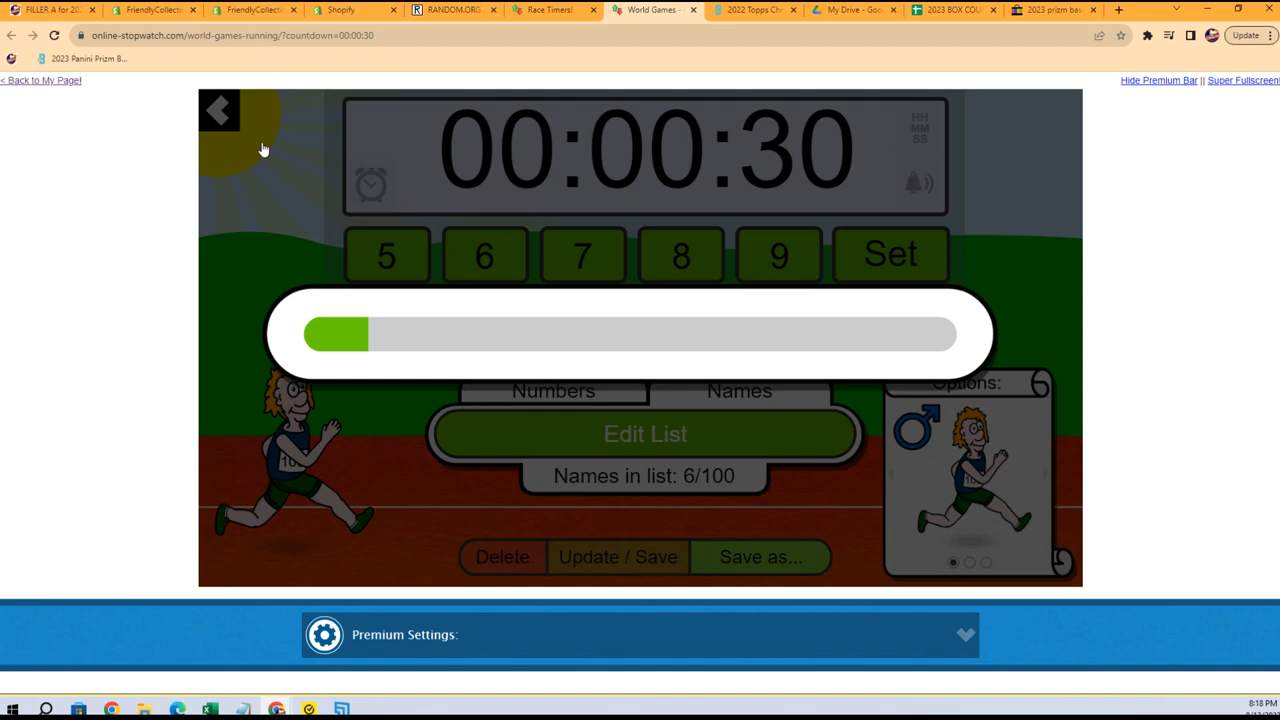 FILLER A for 202
FriendlyCollecti
FriendlyCollectio
Shopify
RANDOM.ORG
Race Timers!
World Games -
2022 Topps Chr
My Drive - Goo
2023 BOX COU
2023 prizm bas
online-stopwatch.com/world-games-running/?countdown=00:00:30
Update
2023 Panini Prizm B...
< Back to My Page!
Hide Premium Bar || Super Fullscreen!
00:00:30
HH
MM
SS
5 6 7 8 9 Set
Numbers Names
Options:
Edit List
Names in list: 6/100
Delete Update / Save Save as...
Premium Settings:
8:18 PM